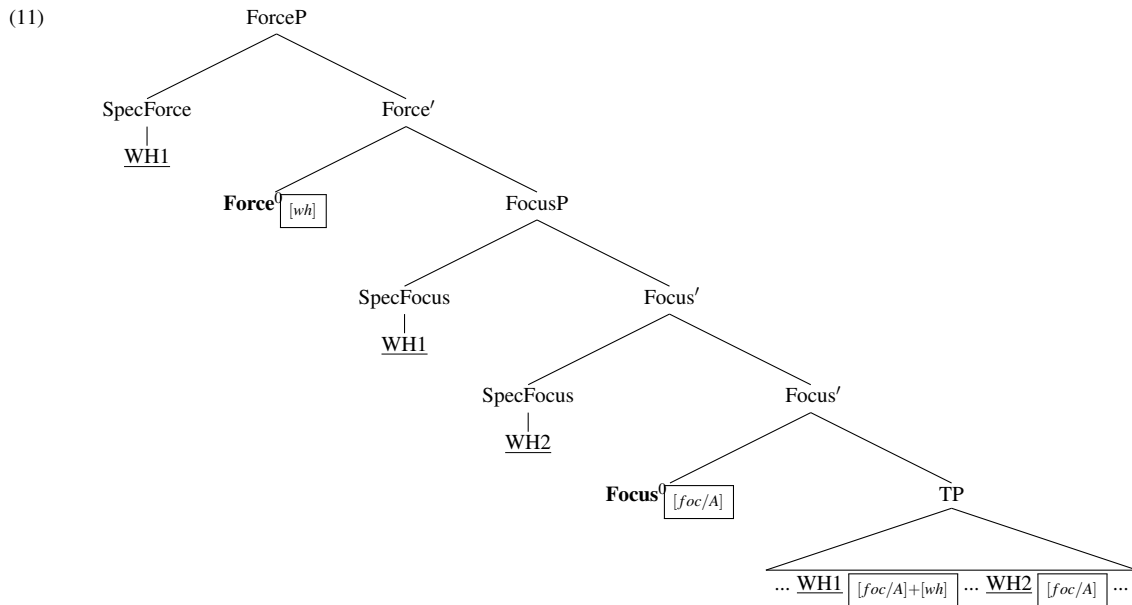 (11)
ForceP
SpecForce Force′
WH1
Force⁰ [wh] FocusP
SpecFocus Focus′
WH1
SpecFocus Focus′
WH2
Focus⁰ [foc/A] TP
... WH1 [foc/A]+[wh] ... WH2 [foc/A] ...